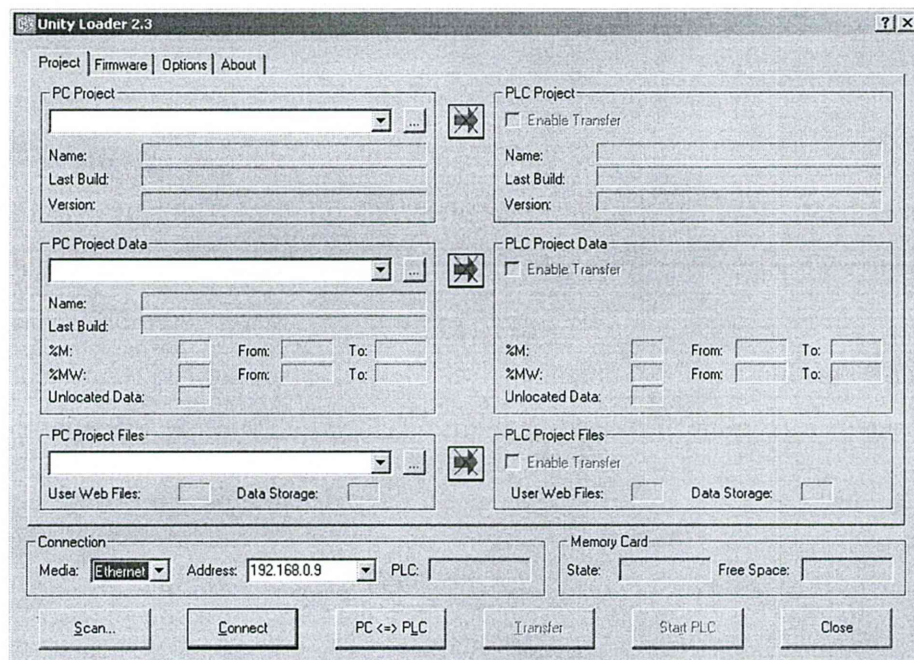 Unity Loader 2.3
Project Firmware Options About
PC Project
...
Name:
Last Build:
Version:
PLC Project
Enable Transfer
Name:
Last Build:
Version:
PC Project Data
...
Name:
Last Build:
%M: From: To:
%MW: From: To:
Unlocated Data:
PLC Project Data
Enable Transfer
%M: From: To:
%MW: From: To:
Unlocated Data:
PC Project Files
...
User Web Files: Data Storage:
PLC Project Files
Enable Transfer
User Web Files: Data Storage:
Connection
Media: Ethernet Address: 192.168.0.9 PLC:
Memory Card
State: Free Space:
Scan... Connect PC <=> PLC Transfer Start PLC Close